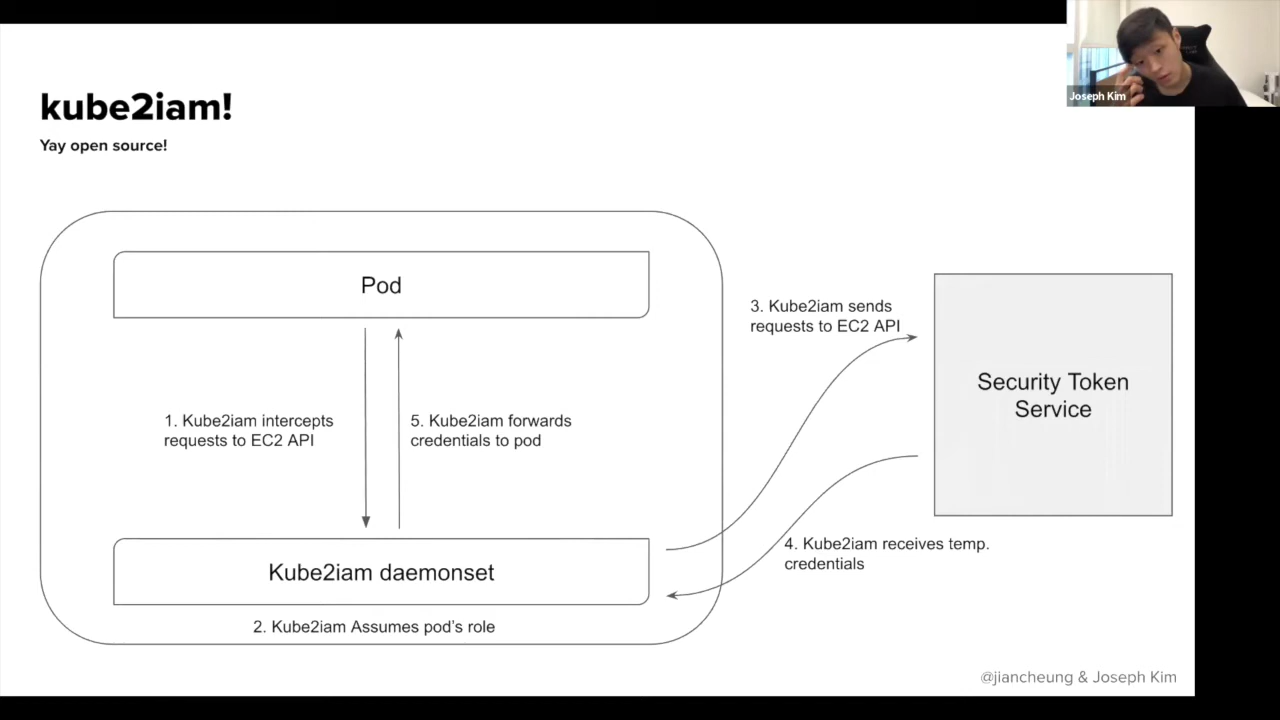 kube2iam!
Yay open source!
Joseph Kim
Pod
1. Kube2iam intercepts
requests to EC2 API
5. Kube2iam forwards
credentials to pod
3. Kube2iam sends
requests to EC2 API
Security Token
Service
4. Kube2iam receives temp.
credentials
Kube2iam daemonset
2. Kube2iam Assumes pod's role
@jiancheung & Joseph Kim